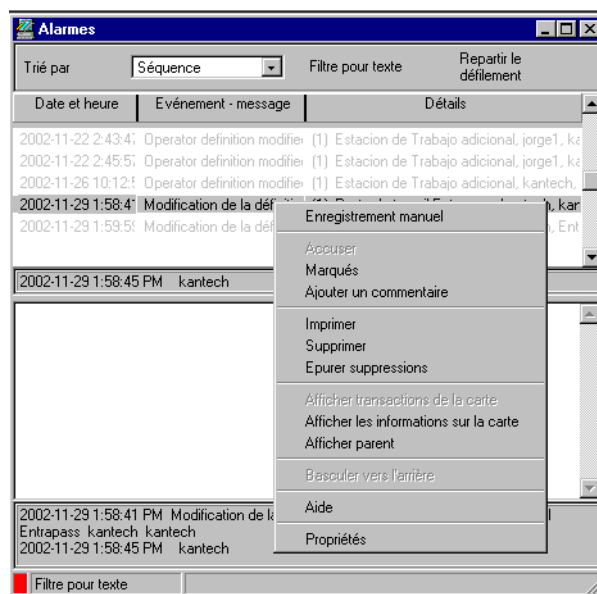 Alarmes
Trié par Séquence Filtre pour texte Repartir le défilement
Date et heure Evénement - message Détails
2002-11-22 2:43:4 Operator definition modifie (1) Estacion de Trabajo adicional, jorge1, ka
2002-11-22 2:45:5 Operator definition modifie (1) Estacion de Trabajo adicional, jorge1, ka
2002-11-26 10:12: Operator definition modifie (1) Estacion de Trabajo adicional, kantech,
2002-11-29 1:58:4 Modification de la kar
2002-11-29 1:59:5 Modification de la déf , Ent
2002-11-29 1:58:45 PM kantech
Enregistrement manuel
Accuser
Marqués
Ajouter un commentaire
Imprimer
Supprimer
Epurer suppressions
Afficher transactions de la carte
Afficher les informations sur la carte
Afficher parent
Basculer vers l'arrière
Aide
Propriétés
2002-11-29 1:58:41 PM Modification de la
Entrapass kantech kantech
2002-11-29 1:58:45 PM kantech
Filtre pour texte